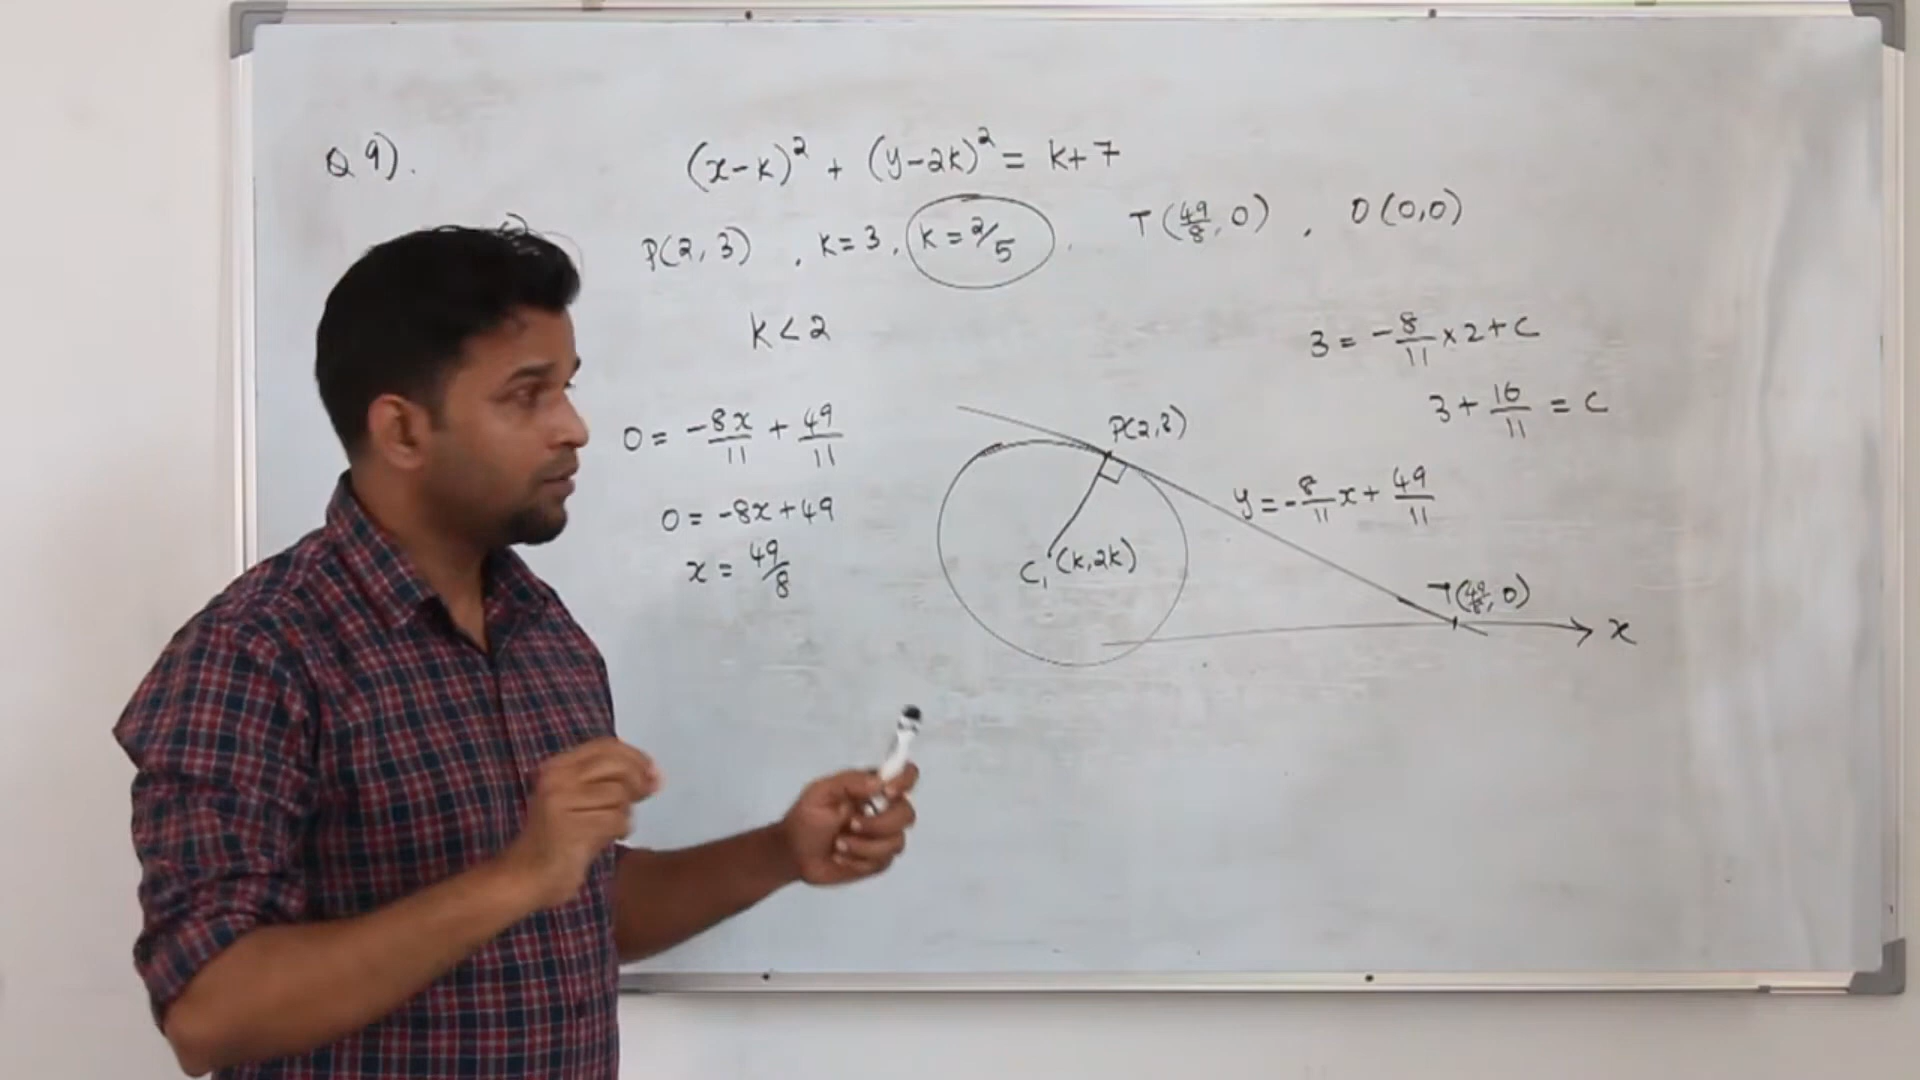 Q 9).
(x-k)² + (y-2k)² = k+7
P(2,3) , k=3, k=2/5 , T(49/8, 0) , O(0,0)
k<2
0 = -8x/11 + 49/11
0 = -8x+49
x = 49/8
3 = -8/11 × 2 + C
3 + 16/11 = C
P(2,3)
y = -8/11 x + 49/11
C₁ (k,2k)
T(49/8, 0)
x